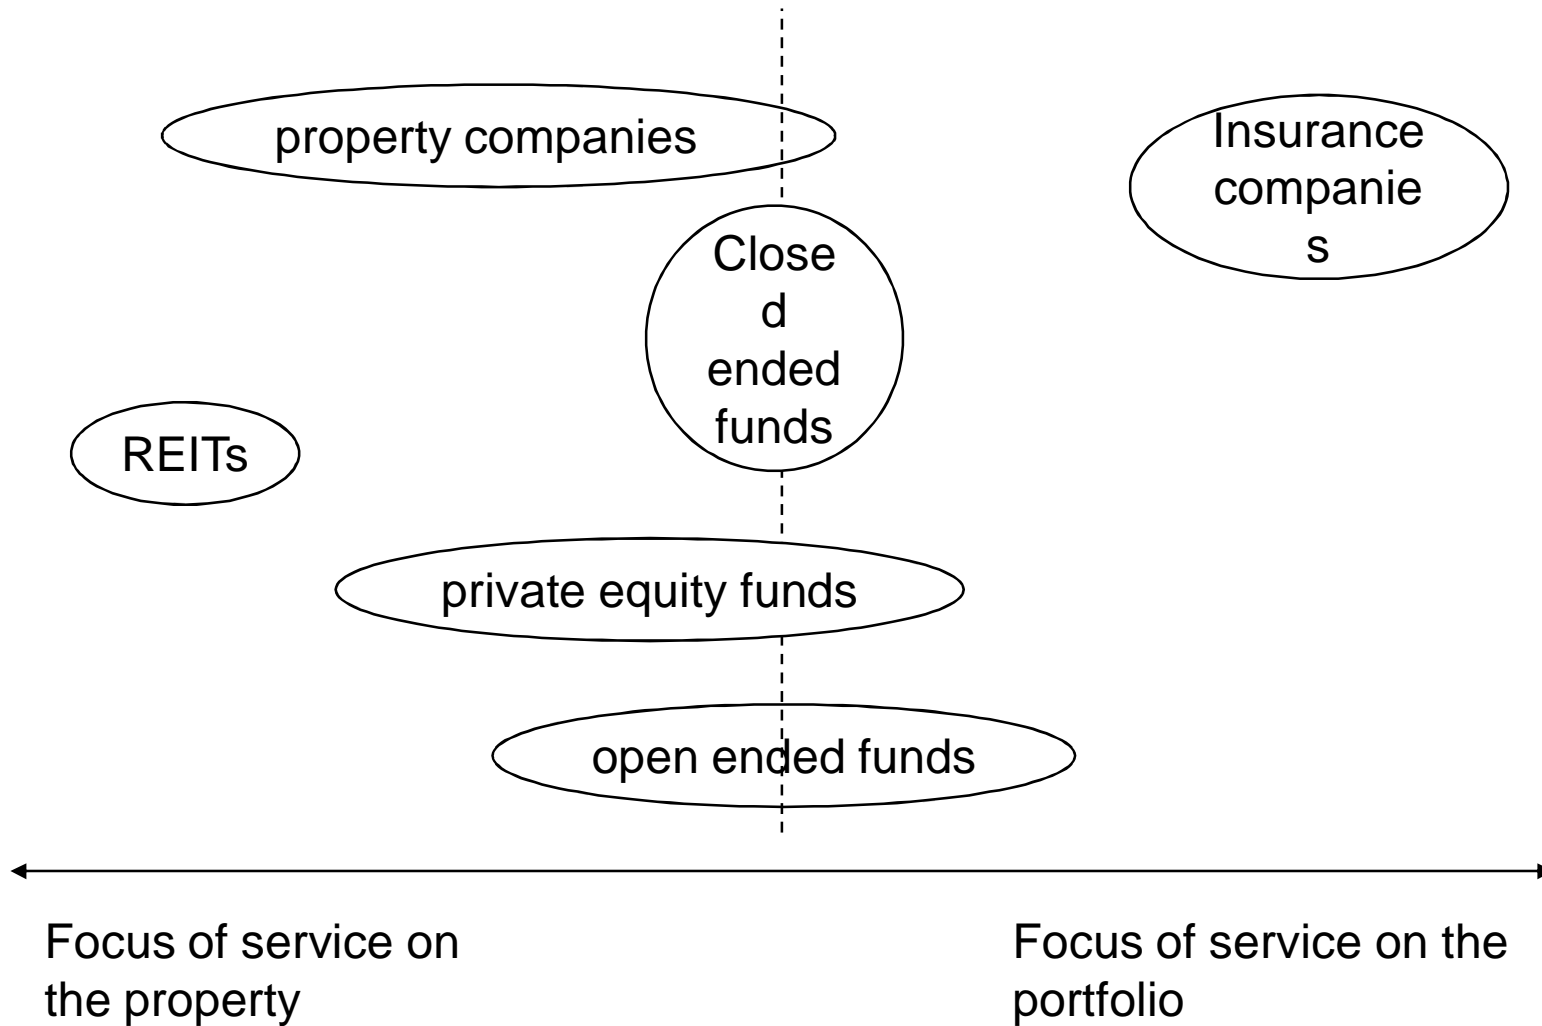 property companies
Insurance
companie
s
Close
d
ended
funds
REITs
private equity funds
open ended funds
Focus of service on
the property
Focus of service on the
portfolio